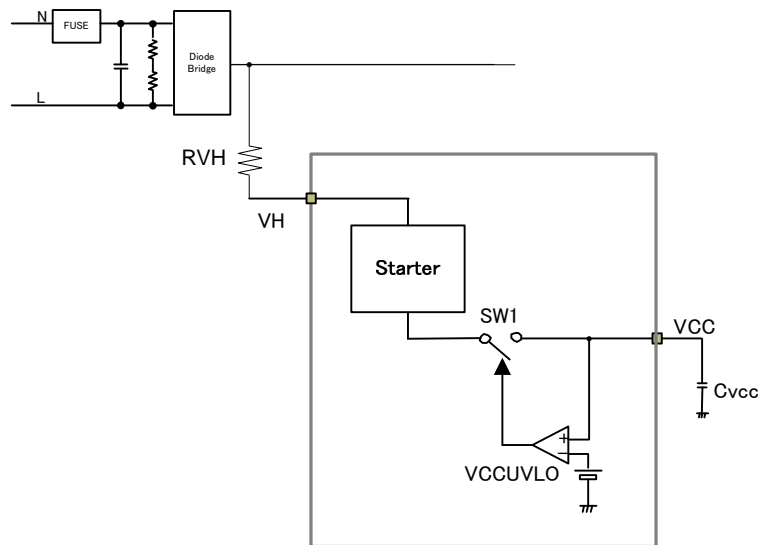 N
FUSE
L
Diode
Bridge
RVH
VH
Starter
SW1
VCC
Cvcc
+
−
VCCUVLO